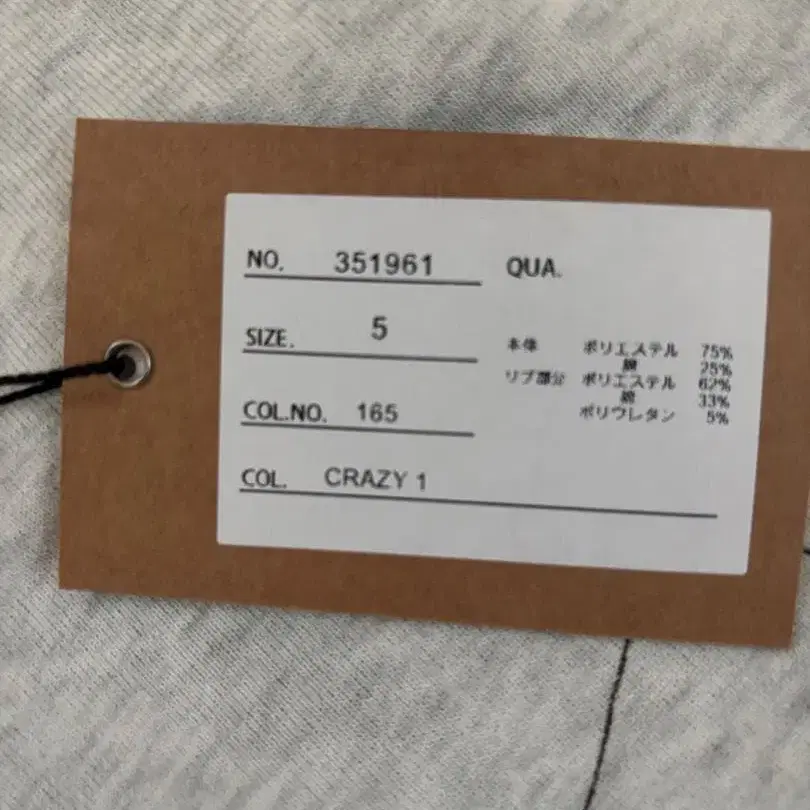 NO. 351961
SIZE. 5
COL.NO. 165
COL. CRAZY 1
QUA.
本体 ポリエステル 75%
綿 25%
リブ部分 ポリエステル 62%
綿 33%
ポリウレタン 5%